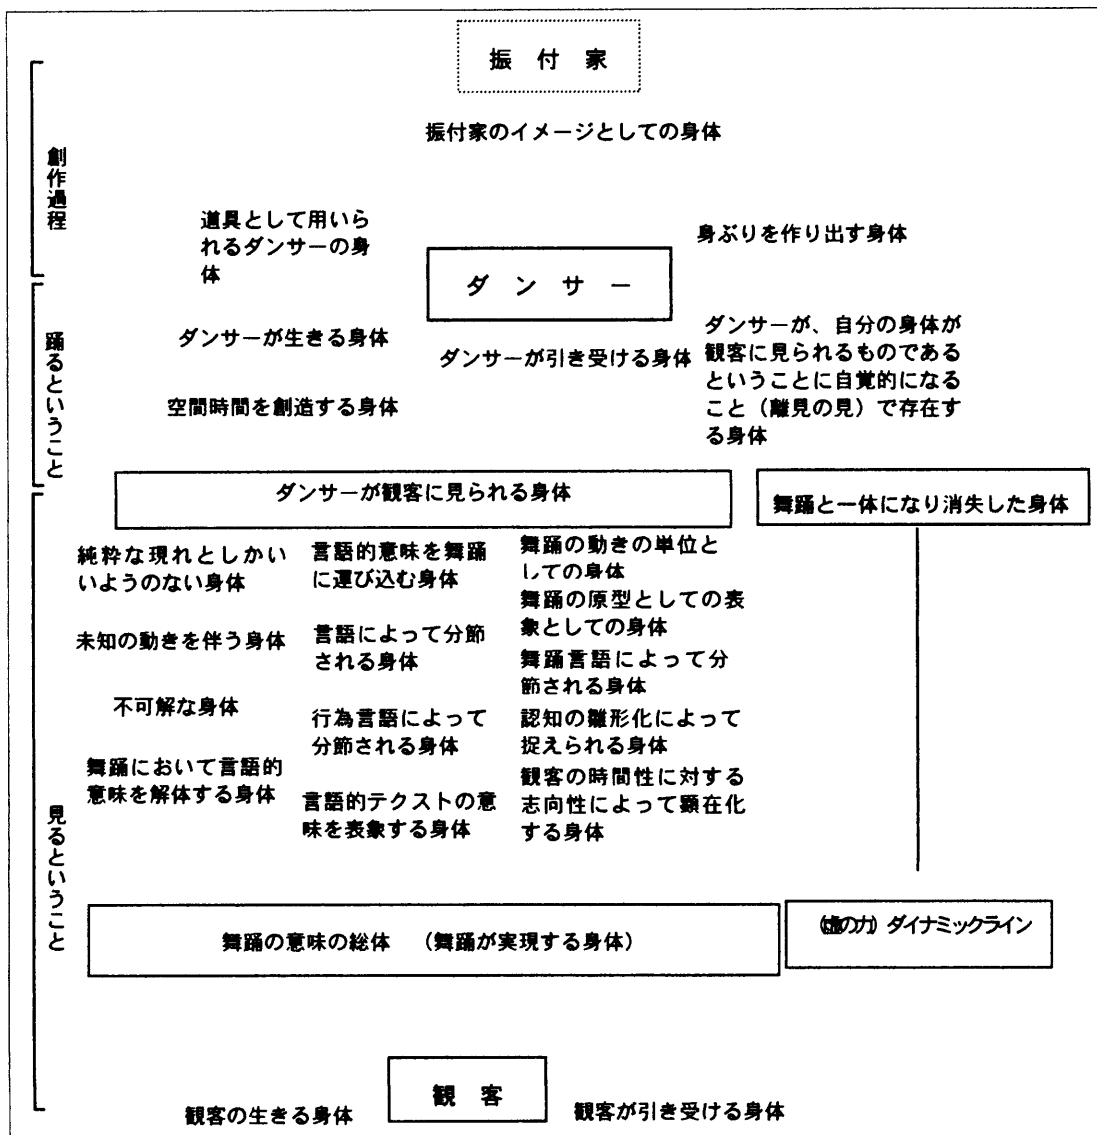 振付家
振付家のイメージとしての身体
創作過程
道具として用いら
れるダンサーの身
体
身ぶりを作り出す身体
ダンサー
踊るということ
ダンサーが生きる身体
ダンサーが引き受ける身体
ダンサーが、自分の身体が
観客に見られるものである
ということに自覚的になる
こと（離見の見）で存在す
る身体
空間時間を創造する身体
ダンサーが観客に見られる身体
舞踊と一体になり消失した身体
見るということ
純粋な現れとしかい
いようのない身体
未知の動きを伴う身体
不可解な身体
舞踊において言語的
意味を解体する身体
言語的意味を舞踊
に運び込む身体
言語によって分節
される身体
行為言語によって
分節される身体
言語的テクストの意
味を表象する身体
舞踊の動きの単位と
しての身体
舞踊の原型としての表
象としての身体
舞踊言語によって分
節される身体
認知の雛形化によって
捉えられる身体
観客の時間性に対する
志向性によって顕在化
する身体
舞踊の意味の総体　（舞踊が実現する身体）
（虚の力）ダイナミックライン
観客
観客の生きる身体
観客が引き受ける身体